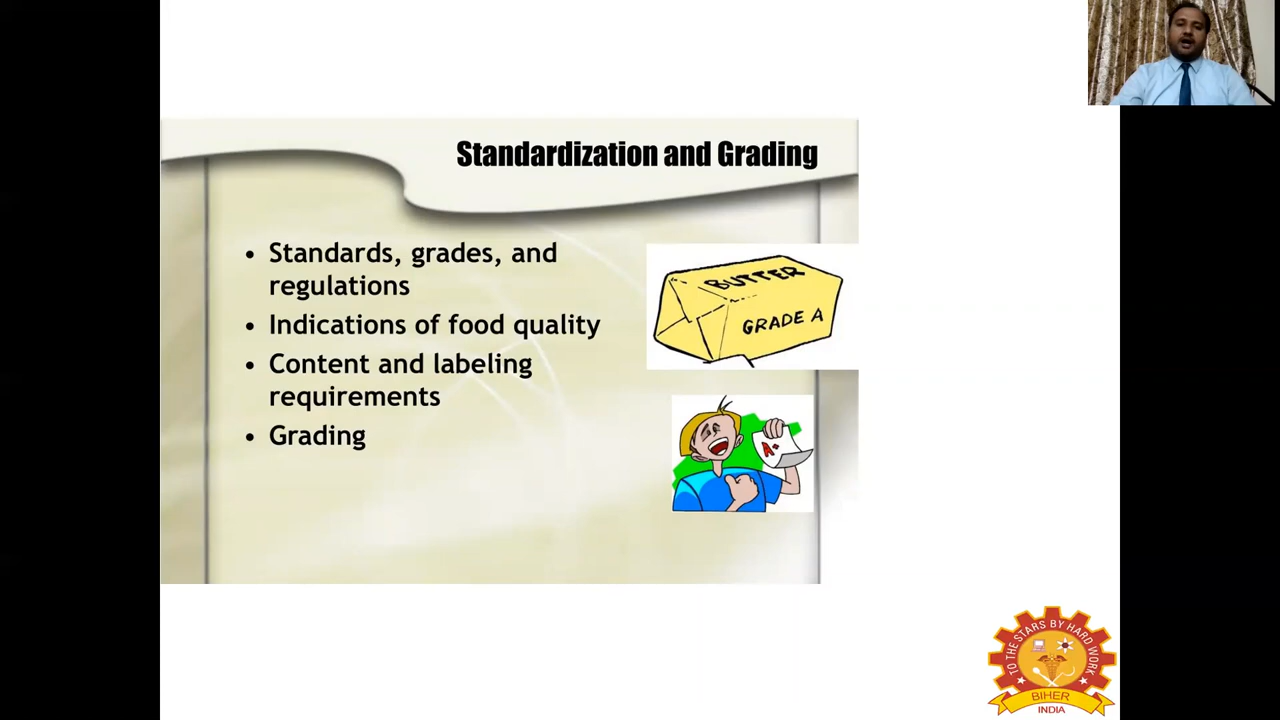 Standardization and Grading
• Standards, grades, and
regulations
• Indications of food quality
• Content and labeling
requirements
• Grading
BUTTER
GRADE A
A+
TO THE STARS BY HARD WORK
BIHER
INDIA